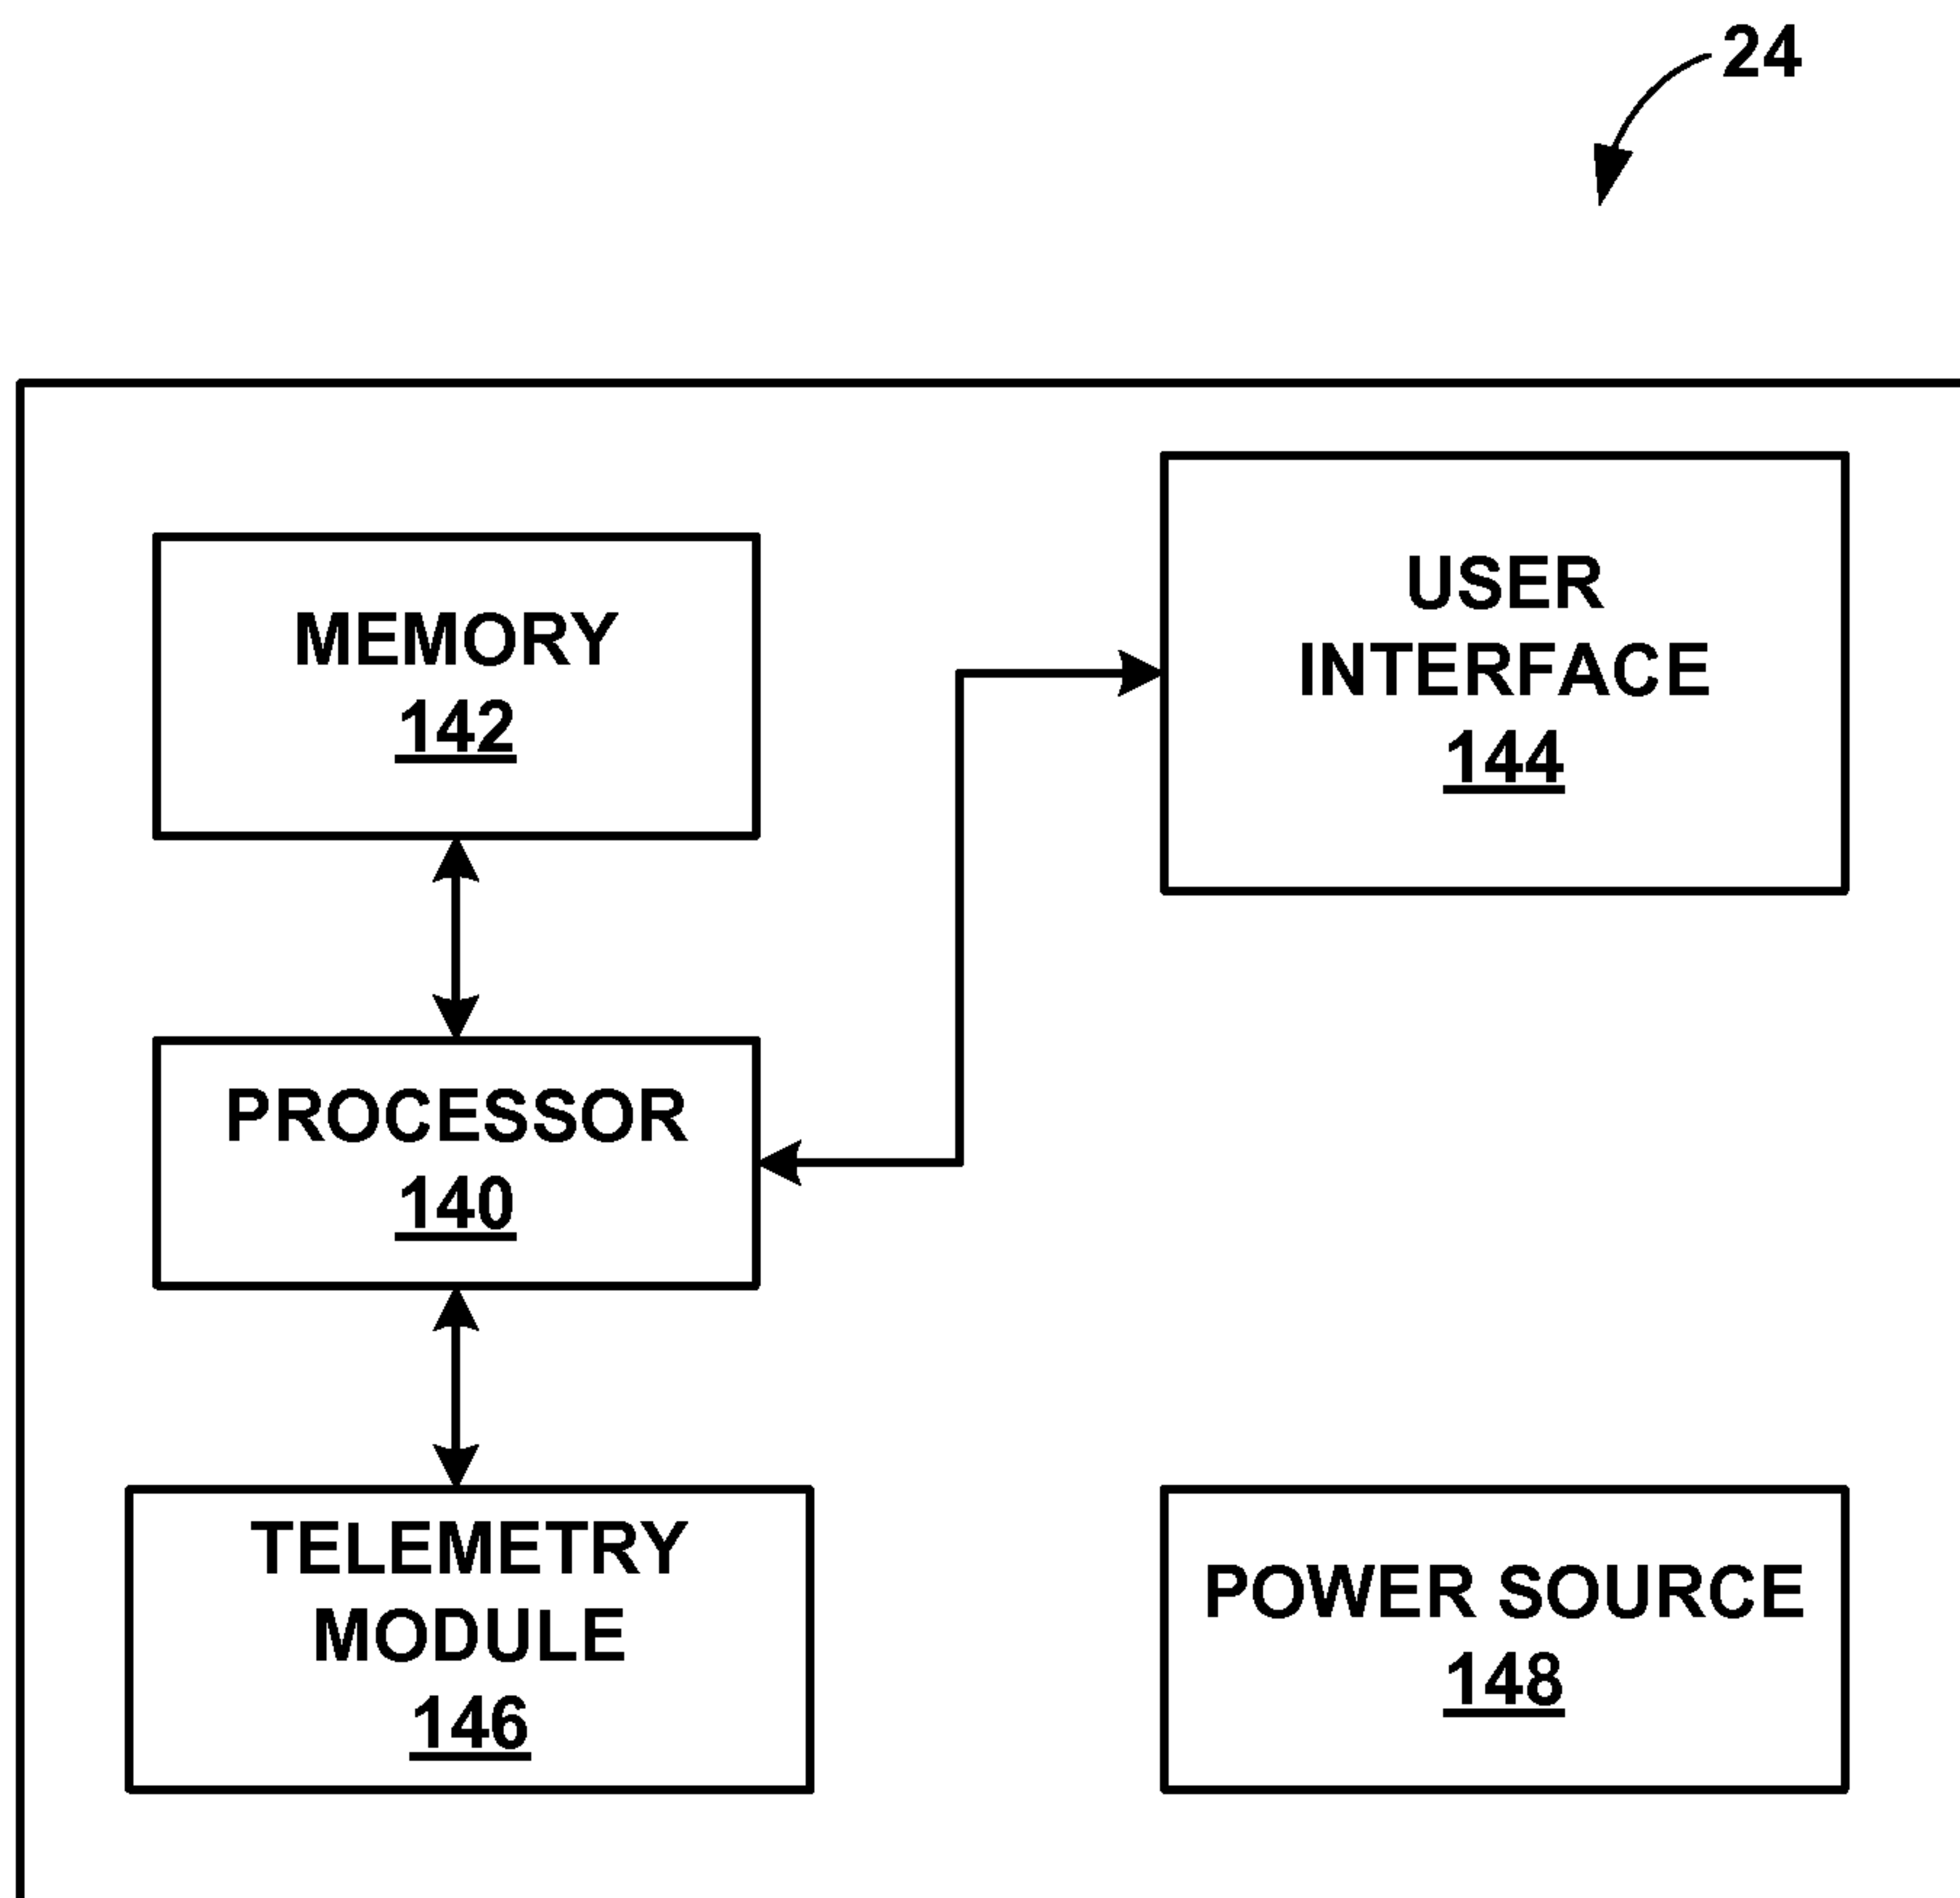 24
MEMORY
142
USER
INTERFACE
144
PROCESSOR
140
TELEMETRY
MODULE
146
POWER SOURCE
148